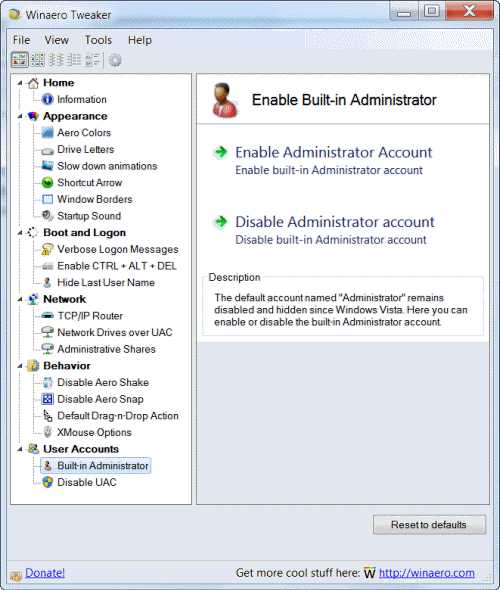 Winaero Tweaker
File View Tools Help
Home
Information
Appearance
Aero Colors
Drive Letters
Slow down animations
Shortcut Arrow
Window Borders
Startup Sound
Boot and Logon
Verbose Logon Messages
Enable CTRL + ALT + DEL
Hide Last User Name
Network
TCP/IP Router
Network Drives over UAC
Administrative Shares
Behavior
Disable Aero Shake
Disable Aero Snap
Default Drag-n-Drop Action
XMouse Options
User Accounts
Built-in Administrator
Disable UAC
Enable Built-in Administrator
Enable Administrator Account
Enable built-in Administrator account
Disable Administrator account
Disable built-in Administrator account
Description
The default account named "Administrator" remains
disabled and hidden since Windows Vista. Here you can
enable or disable the built-in Administrator account.
Reset to defaults
Donate!
Get more cool stuff here: W http://winaero.com